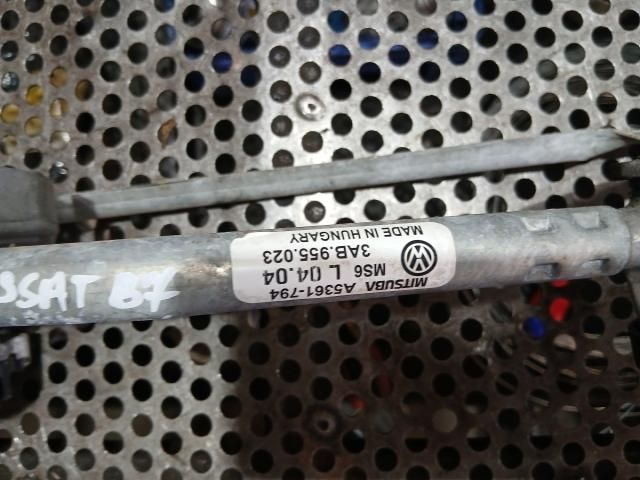 MITSUBA A5361-794
MS6 L 04.04
3AB.955.023
MADE IN HUNGARY
SSAT B7